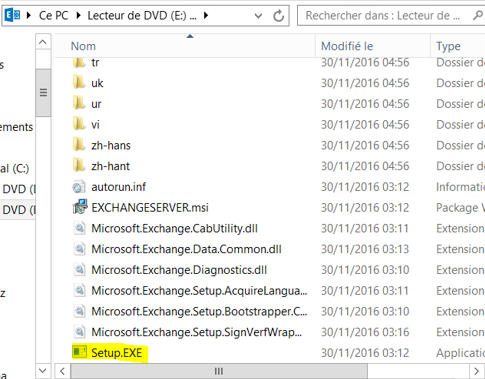 Ce PC Lecteur de DVD (E:) ... Rechercher dans : Lecteur de ...
Nom Modifié le Type
tr 30/11/2016 04:56 Dossier de
uk 30/11/2016 04:56 Dossier de
ur 30/11/2016 04:56 Dossier de
vi 30/11/2016 04:56 Dossier de
zh-hans 30/11/2016 04:56 Dossier de
zh-hant 30/11/2016 04:56 Dossier de
autorun.inf 30/11/2016 03:12 Informatio
EXCHANGESERVER.msi 30/11/2016 03:12 Package V
Microsoft.Exchange.CabUtility.dll 30/11/2016 03:11 Extension
Microsoft.Exchange.Data.Common.dll 30/11/2016 03:13 Extension
Microsoft.Exchange.Diagnostics.dll 30/11/2016 03:10 Extension
Microsoft.Exchange.Setup.AcquireLangua... 30/11/2016 03:11 Extension
Microsoft.Exchange.Setup.Bootstrapper.C... 30/11/2016 03:10 Extension
Microsoft.Exchange.Setup.SignVerfWrap... 30/11/2016 03:16 Extension
Setup.EXE 30/11/2016 03:12 Applicatio
s
ements
al (C:)
DVD (I
DVD (I
z